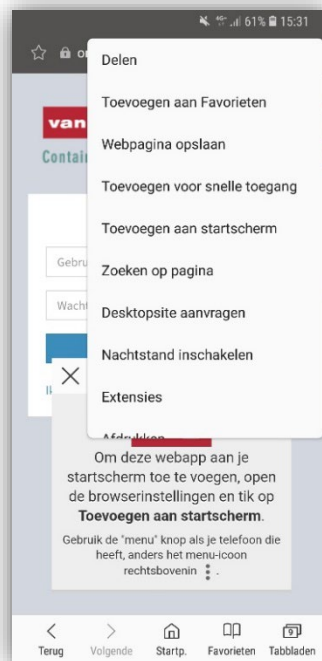 61% 15:31
Delen
Toevoegen aan Favorieten
van
Webpagina opslaan
Toevoegen voor snelle toegang
Toevoegen aan startscherm
Zoeken op pagina
Desktopsite aanvragen
Nachtstand inschakelen
Extensies
Afdrukken
Om deze webapp aan je
startscherm toe te voegen, open
de browserinstellingen en tik op
Toevoegen aan startscherm.
Gebruik de "menu" knop als je telefoon die
heeft, anders het menu-icoon
rechtsbovenin .
9
Terug Volgende Startp. Favorieten Tabbladen